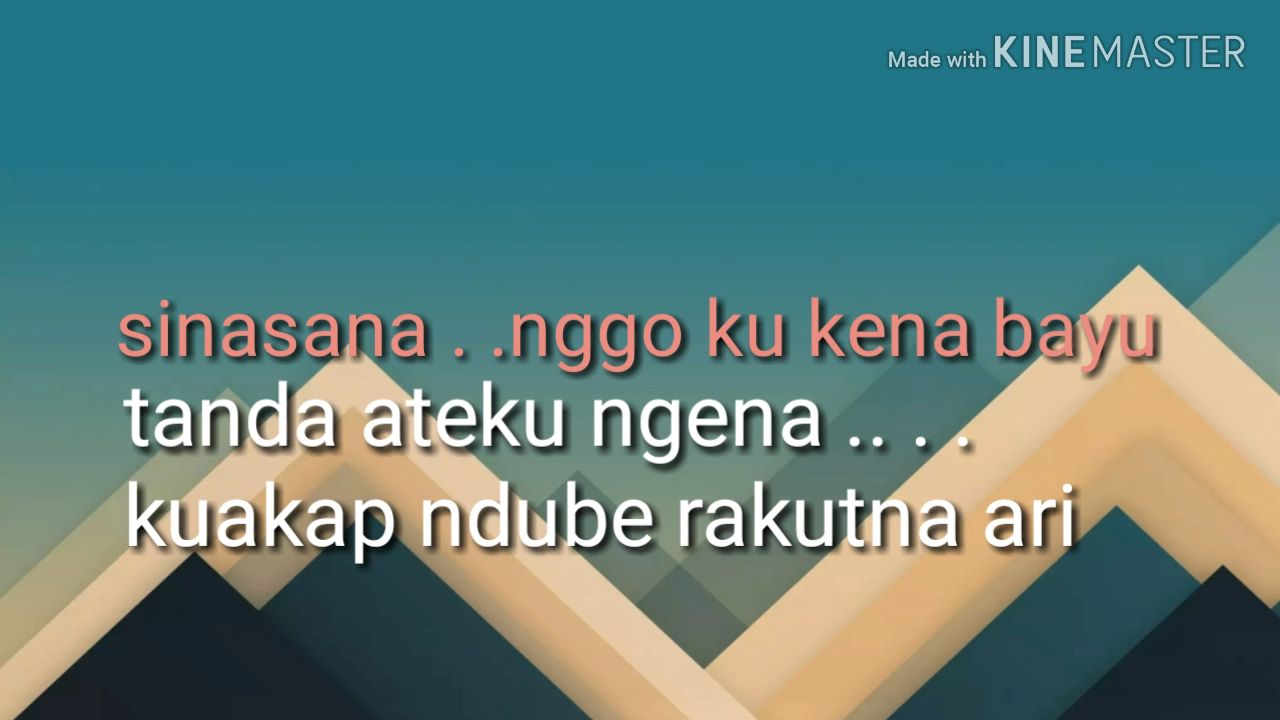 Made with KINEMASTER
sinasana . .nggo ku kena bayu
tanda ateku ngena .. . .
kuakap ndube rakutna ari